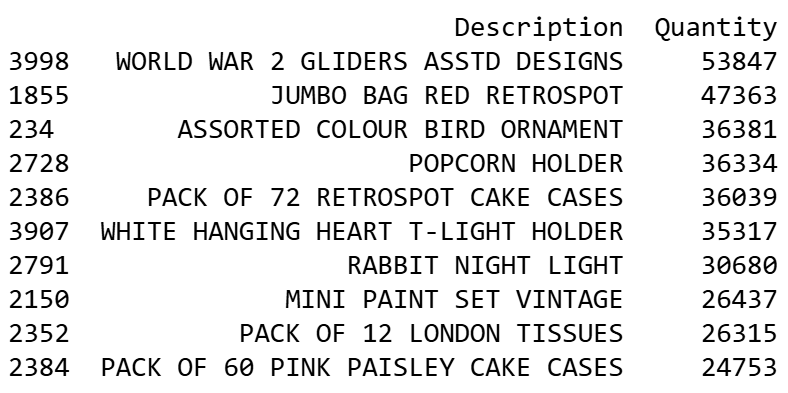 Description Quantity
3998 WORLD WAR 2 GLIDERS ASSTD DESIGNS 53847
1855 JUMBO BAG RED RETROSPOT 47363
234 ASSORTED COLOUR BIRD ORNAMENT 36381
2728 POPCORN HOLDER 36334
2386 PACK OF 72 RETROSPOT CAKE CASES 36039
3907 WHITE HANGING HEART T-LIGHT HOLDER 35317
2791 RABBIT NIGHT LIGHT 30680
2150 MINI PAINT SET VINTAGE 26437
2352 PACK OF 12 LONDON TISSUES 26315
2384 PACK OF 60 PINK PAISLEY CAKE CASES 24753